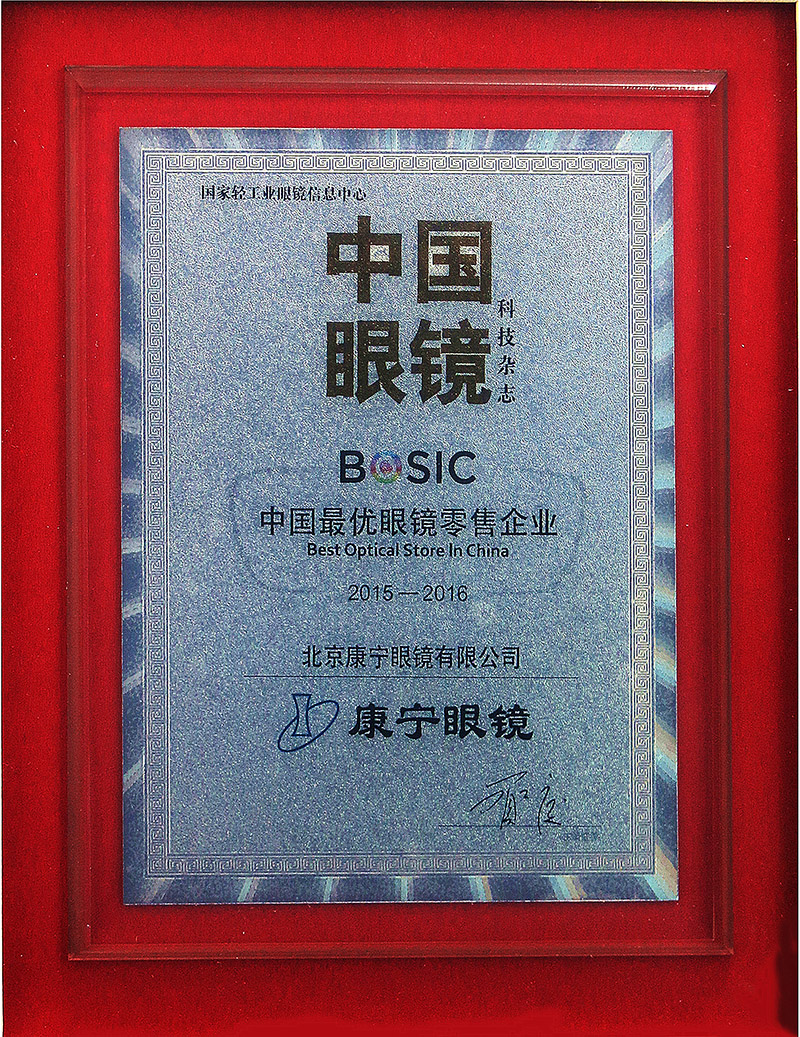 国家轻工业眼镜信息中心
中国
眼镜
科技杂志
BOSIC
中国最优眼镜零售企业
Best Optical Store In China
2015—2016
北京康宁眼镜有限公司
康宁眼镜